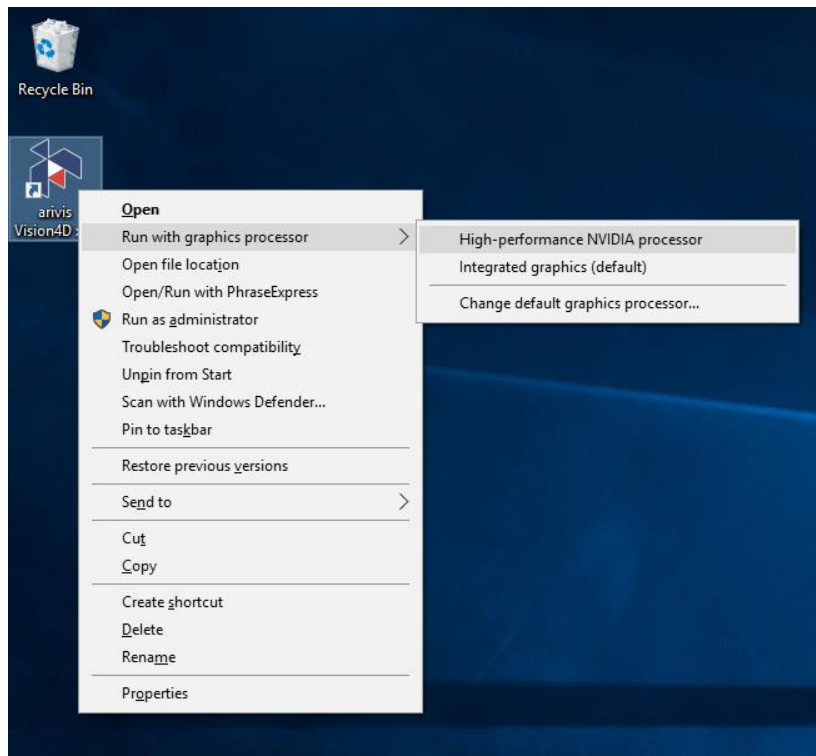 Recycle Bin
arivis
Vision4D
Open
Run with graphics processor
Open file location
Open/Run with PhraseExpress
Run as administrator
Troubleshoot compatibility
Unpin from Start
Scan with Windows Defender...
Pin to taskbar
Restore previous versions
Send to
Cut
Copy
Create shortcut
Delete
Rename
Properties
High-performance NVIDIA processor
Integrated graphics (default)
Change default graphics processor...